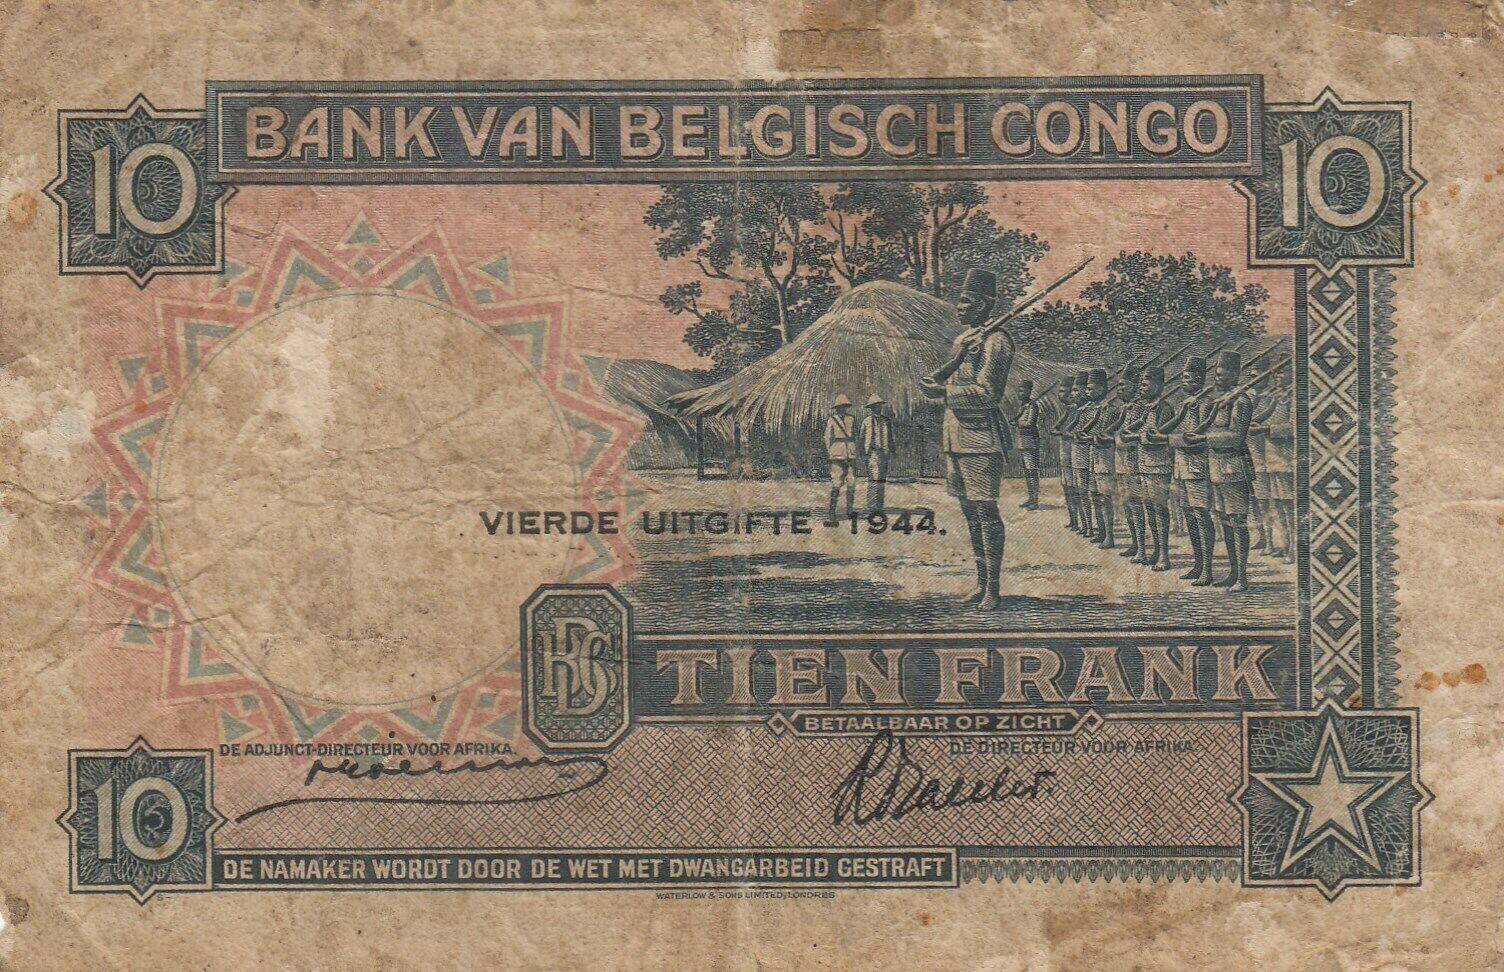 BANK VAN BELGISCH CONGO
10
10
VIERDE UITGIFTE - 1944.
TIEN FRANK
BETAALBAAR OP ZICHT
DE ADJUNCT-DIRECTEUR VOOR AFRIKA.
DE DIRECTEUR VOOR AFRIKA.
10
DE NAMAKER WORDT DOOR DE WET MET DWANGARBEID GESTRAFT
WATERLOW & SONS LIMITED, LONDRES